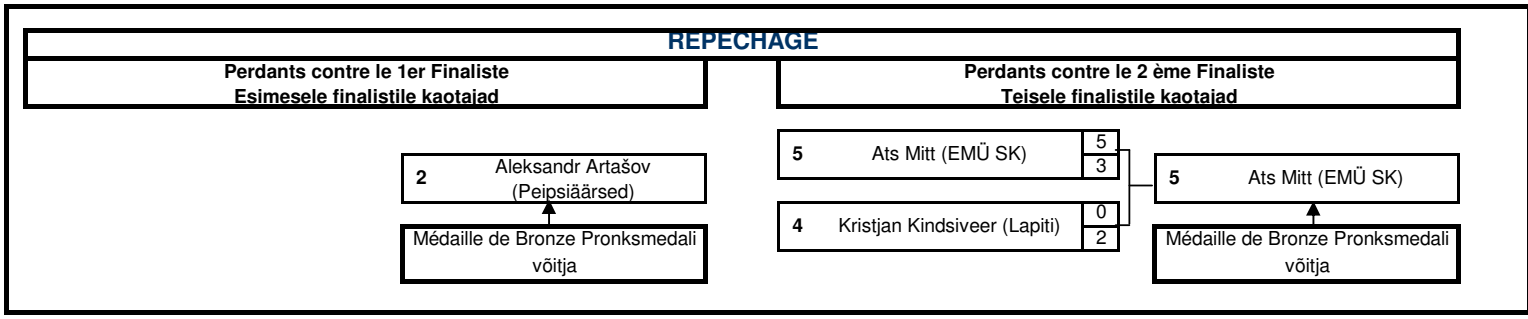 REPECHAGE
Perdants contre le 1er Finaliste
Esimesele finalistile kaotajad
Perdants contre le 2 ème Finaliste
Teisele finalistile kaotajad
2 Aleksandr Artašov
(Peipsiäärsed)
Médaille de Bronze Pronksmedali
võitja
5 Ats Mitt (EMÜ SK) 5
3
4 Kristjan Kindsiveer (Lapiti) 0
2
5 Ats Mitt (EMÜ SK)
Médaille de Bronze Pronksmedali
võitja